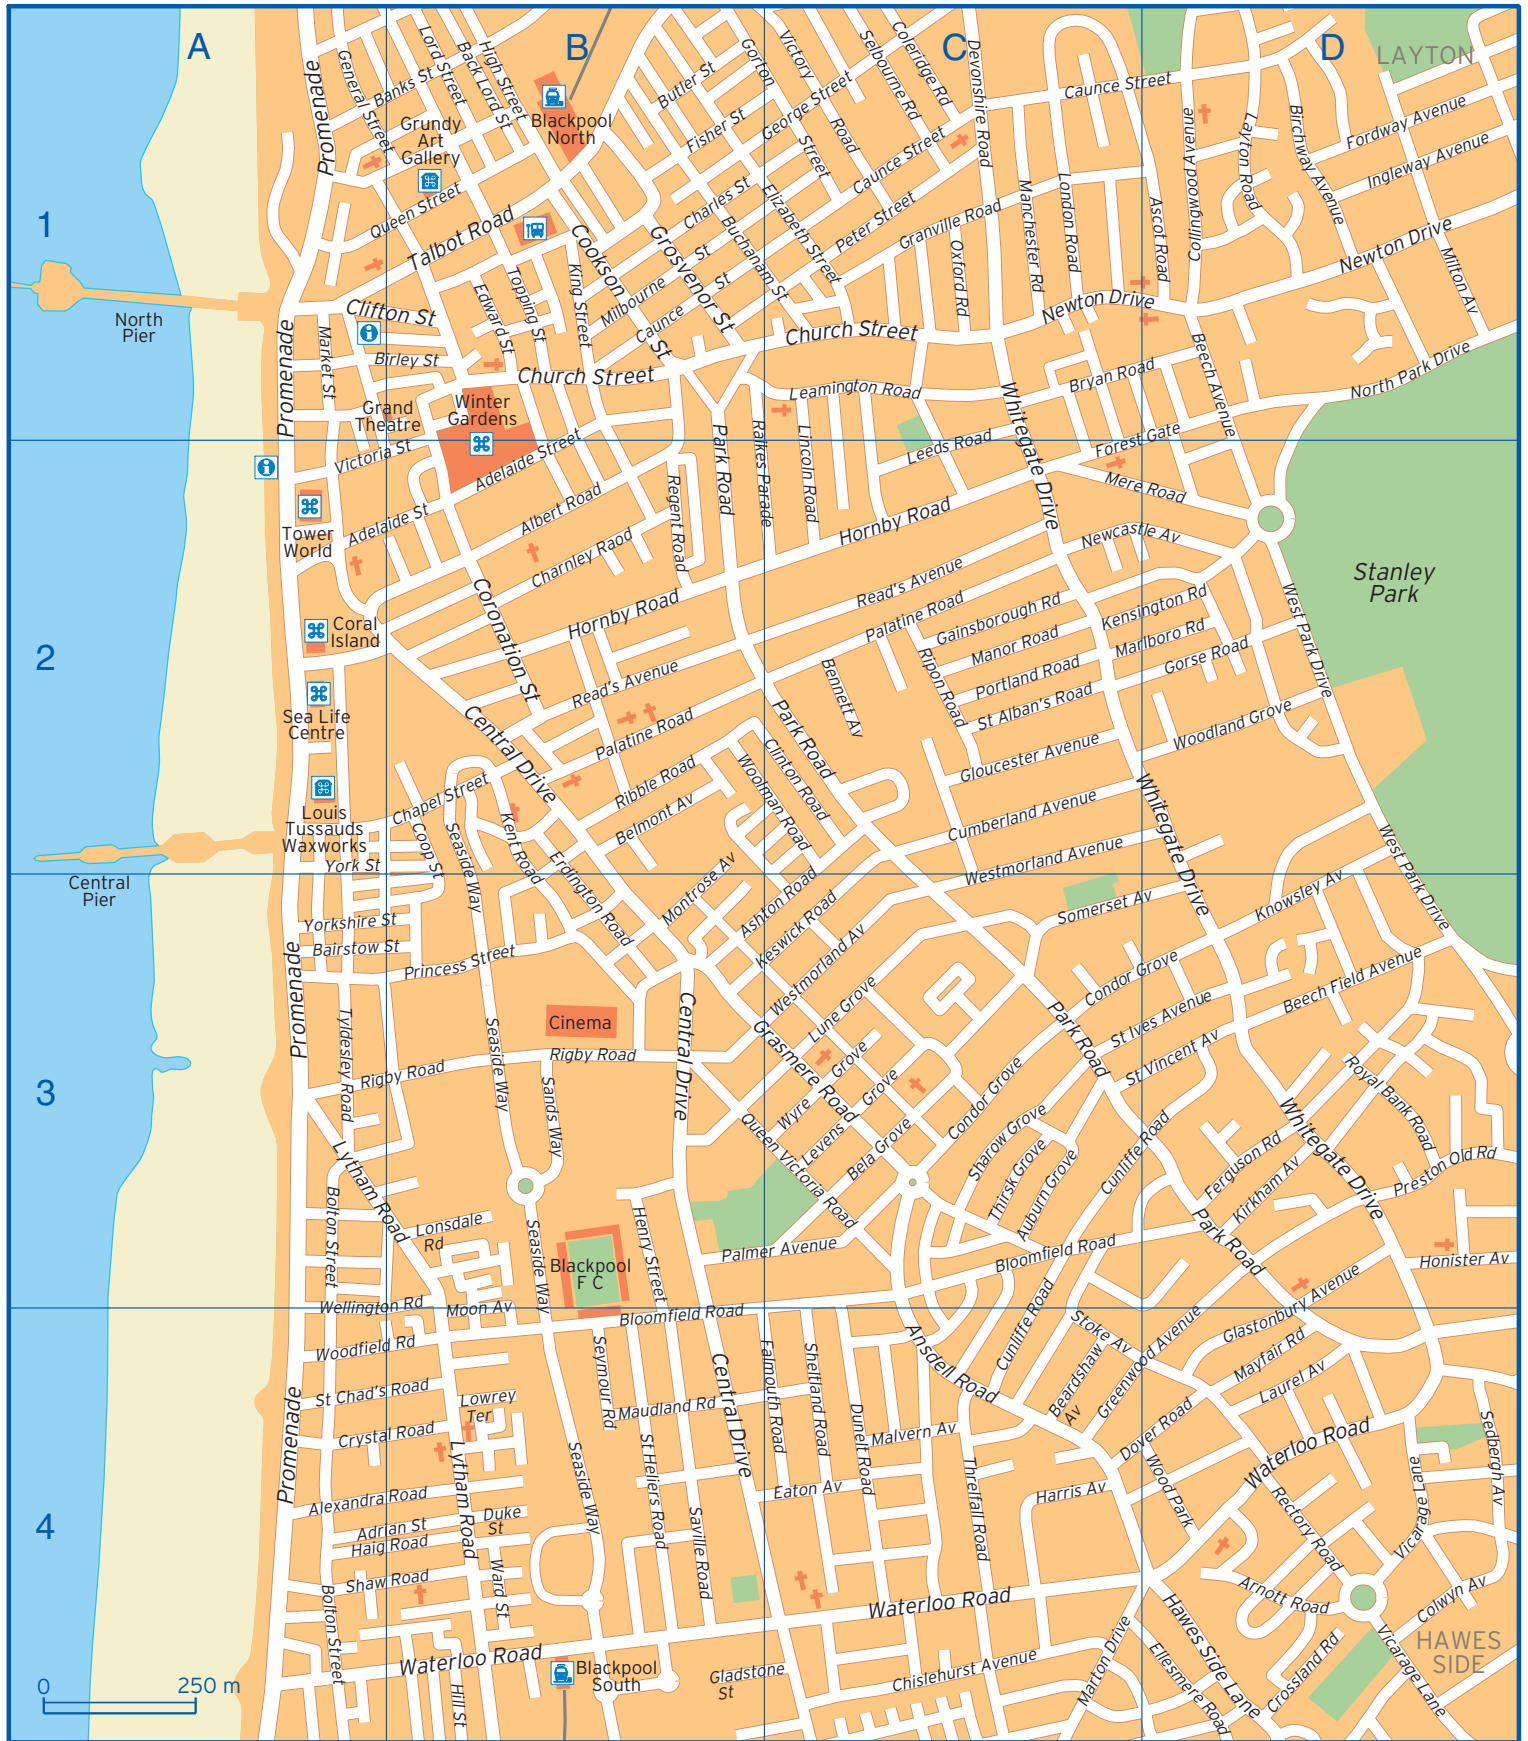 A
B
C
D
1
2
3
4
LAYTON
Promenade
General Street
Banks St
Lord Street
Back Lord St
High Street
Grundy
Art
Gallery
Blackpool
North
Butler St
Gorton
Street
Victory
Road
Selbourne Rd
Coleridge Rd
Devonshire Road
Caunce Street
Fisher St
George Street
Caunce Street
Collingwood Avenue
Layton Road
Birchway Avenue
Fordway Avenue
Ingleway Avenue
Queen Street
Talbot Road
Charles St
Elizabeth Street
Peter Street
Granville Road
Manchester Rd
London Road
Ascot Road
Newton Drive
Milton Av
Cookson St
Grosvenor St
Buchanam St
Milbourne St
Caunce St
Oxford Rd
Newton Drive
North
Pier
Clifton St
Edward St
Topping St
King Street
Church Street
Birley St
Market St
Promenade
Church Street
Leamington Road
Bryan Road
Beech Avenue
North Park Drive
Grand
Theatre
Winter
Gardens
Victoria St
Adelaide Street
Park Road
Raikes Parade
Lincoln Road
Leeds Road
Whitegate Drive
Forest Gate
Mere Road
Tower
World
Adelaide St
Albert Road
Charnley Raod
Regent Road
Hornby Road
Newcastle Av
Stanley
Park
Coral
Island
Coronation St
Hornby Road
Read's Avenue
Palatine Road
Gainsborough Rd
Manor Road
Portland Road
St Alban's Road
Kensington Rd
Marlboro Rd
Gorse Road
West Park Drive
Sea Life
Centre
Central Drive
Read's Avenue
Palatine Road
Bennett Av
Ripon Road
Gloucester Avenue
Woodland Grove
Park Road
Louis
Tussauds
Waxworks
Chapel Street
Ribble Road
Belmont Av
Clinton Road
Woolman Road
Cumberland Avenue
Westmorland Avenue
Whitegate Drive
West Park Drive
Central
Pier
York St
Coop St
Seaside Way
Kent Road
Erdington Road
Montrose Av
Ashton Road
Keswick Road
Westmorland Av
Somerset Av
Knowsley Av
Yorkshire St
Bairstow St
Princess Street
Promenade
Cinema
Tyldesley Road
Rigby Road
Rigby Road
Seaside Way
Sands Way
Central Drive
Grasmere Road
Lune Grove
Wyre Grove
Levens Grove
Bela Grove
Queen Victoria Road
Condor Grove
Condor Grove
St Ives Avenue
St Vincent Av
Beech Field Avenue
Park Road
Sharow Grove
Thirsk Grove
Auburn Grove
Cunliffe Road
Royal Bank Road
Whitegate Drive
Ferguson Rd
Kirkham Av
Preston Old Rd
Lytham Road
Bolton Street
Lonsdale
Rd
Seaside Way
Blackpool
F C
Henry Street
Palmer Avenue
Bloomfield Road
Park Road
Honister Av
Wellington Rd
Moon Av
Bloomfield Road
Cunliffe Road
Stoke Av
Glastonbury Avenue
Woodfield Rd
Seymour Rd
Central Drive
Falmouth Road
Sheltland Road
Ansdell Road
Beardshaw
Av
Greenwood Avenue
Mayfair Rd
Laurel Av
St Chad's Road
Lowrey
Ter
Maudland Rd
Dunelt Road
Malvern Av
Dover Road
Waterloo Road
Sedbergh Av
Promenade
Crystal Road
Lytham Road
Seaside Way
St Heliers Road
Eaton Av
Threlfall Road
Harris Av
Wood Park
Rectory Road
Vicarage Lane
Alexandra Road
Adrian St
Haig Road
Duke
St
Saville Road
Shaw Road
Ward St
Bolton Street
Waterloo Road
Arnott Road
Colwyn Av
Waterloo Road
Blackpool
South
Gladstone
St
Chislehurst Avenue
Marton Drive
Hawes Side Lane
Ellesmere Road
Crossland Rd
Vicarage Lane
HAWES
SIDE
Hill St
0 250 m